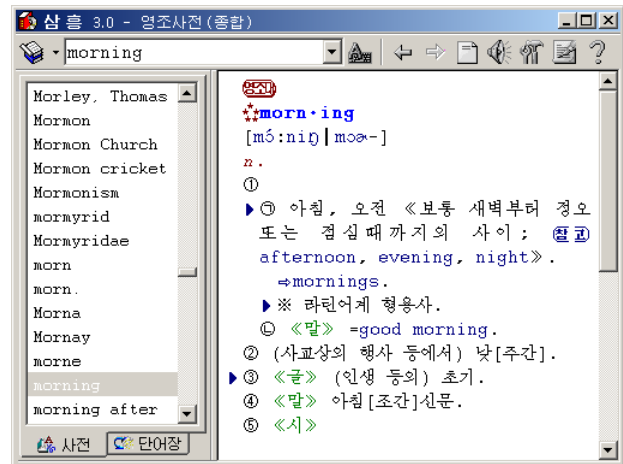 삼흥 3.0 - 영조사전(종합)
morning
Morley, Thomas
Mormon
Mormon Church
Mormon cricket
Mormonism
mormyrid
Mormyridae
morn
morn.
Morna
Mornay
morne
morning
morning after
사전 단어장
영조
morn·ing
[mɔ́:niŋ|mɔɚ-]
n.
①
㉠ 아침, 오전 《보통 새벽부터 정오
또는 점심때까지의 사이; 참고
afternoon, evening, night》.
⇨mornings.
※ 라틴어계 형용사.
㉡ 《말》 =good morning.
② (사교상의 행사 등에서) 낮[주간].
③ 《글》 (인생 등의) 초기.
④ 《말》 아침[조간]신문.
⑤ 《시》